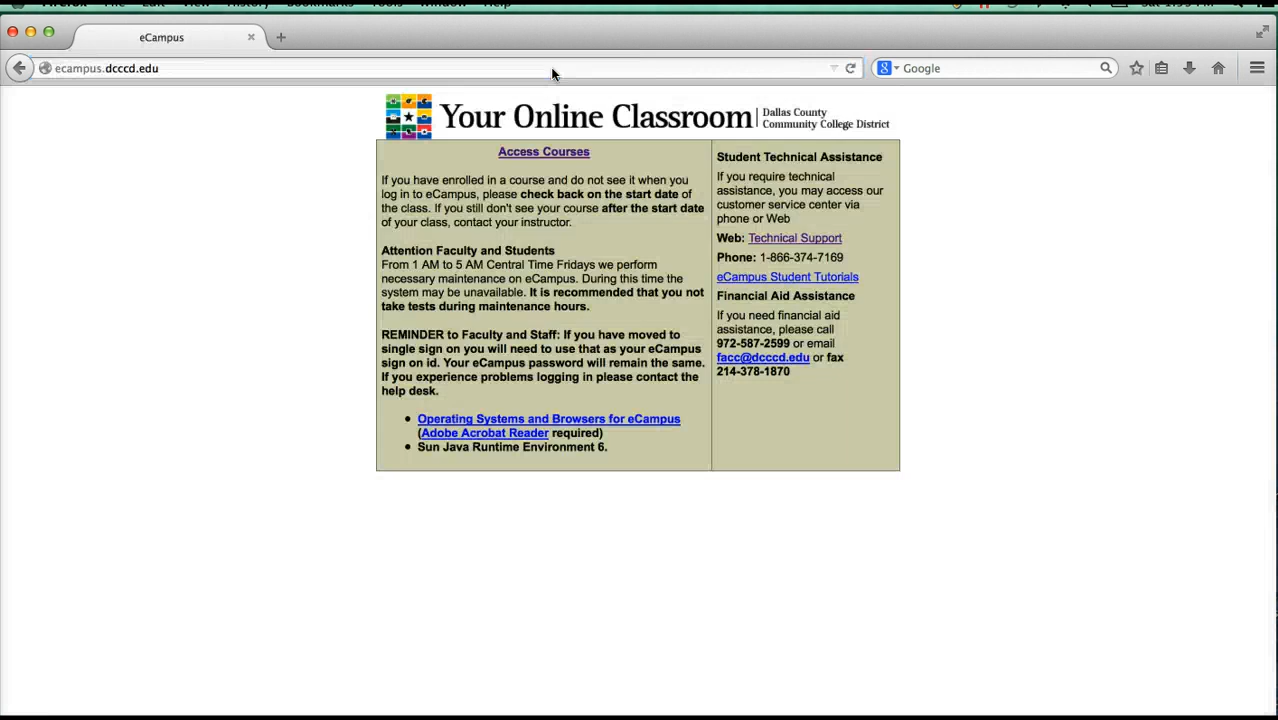 eCampus
ecampus.dcccd.edu
Google
Your Online Classroom
Dallas County
Community College District
Access Courses
If you have enrolled in a course and do not see it when you
log in to eCampus, please check back on the start date of
the class. If you still don't see your course after the start date
of your class, contact your instructor.
Attention Faculty and Students
From 1 AM to 5 AM Central Time Fridays we perform
necessary maintenance on eCampus. During this time the
system may be unavailable. It is recommended that you not
take tests during maintenance hours.
REMINDER to Faculty and Staff: If you have moved to
single sign on you will need to use that as your eCampus
sign on id. Your eCampus password will remain the same.
If you experience problems logging in please contact the
help desk.
Operating Systems and Browsers for eCampus
(Adobe Acrobat Reader required)
Sun Java Runtime Environment 6.
Student Technical Assistance
If you require technical
assistance, you may access our
customer service center via
phone or Web
Web: Technical Support
Phone: 1-866-374-7169
eCampus Student Tutorials
Financial Aid Assistance
If you need financial aid
assistance, please call
972-587-2599 or email
facc@dcccd.edu or fax
214-378-1870